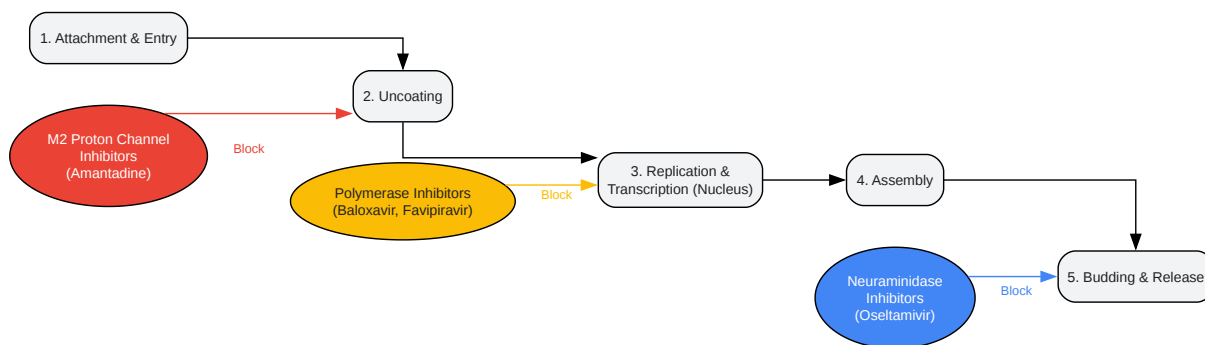 1. Attachment & Entry
2. Uncoating
M2 Proton Channel
Inhibitors
(Amantadine)
Block
3. Replication &
Transcription (Nucleus)
Polymerase Inhibitors
(Baloxavir, Favipiravir)
Block
4. Assembly
5. Budding & Release
Neuraminidase
Inhibitors
(Oseltamivir)
Block